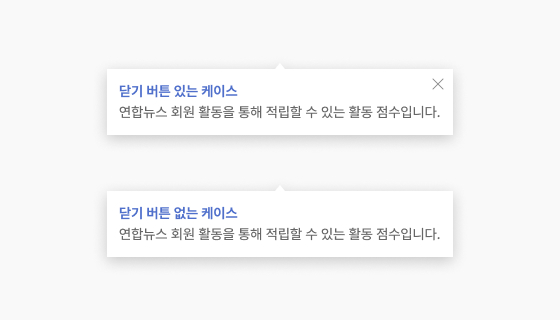 닫기 버튼 있는 케이스
연합뉴스 회원 활동을 통해 적립할 수 있는 활동 점수입니다.
닫기 버튼 없는 케이스
연합뉴스 회원 활동을 통해 적립할 수 있는 활동 점수입니다.